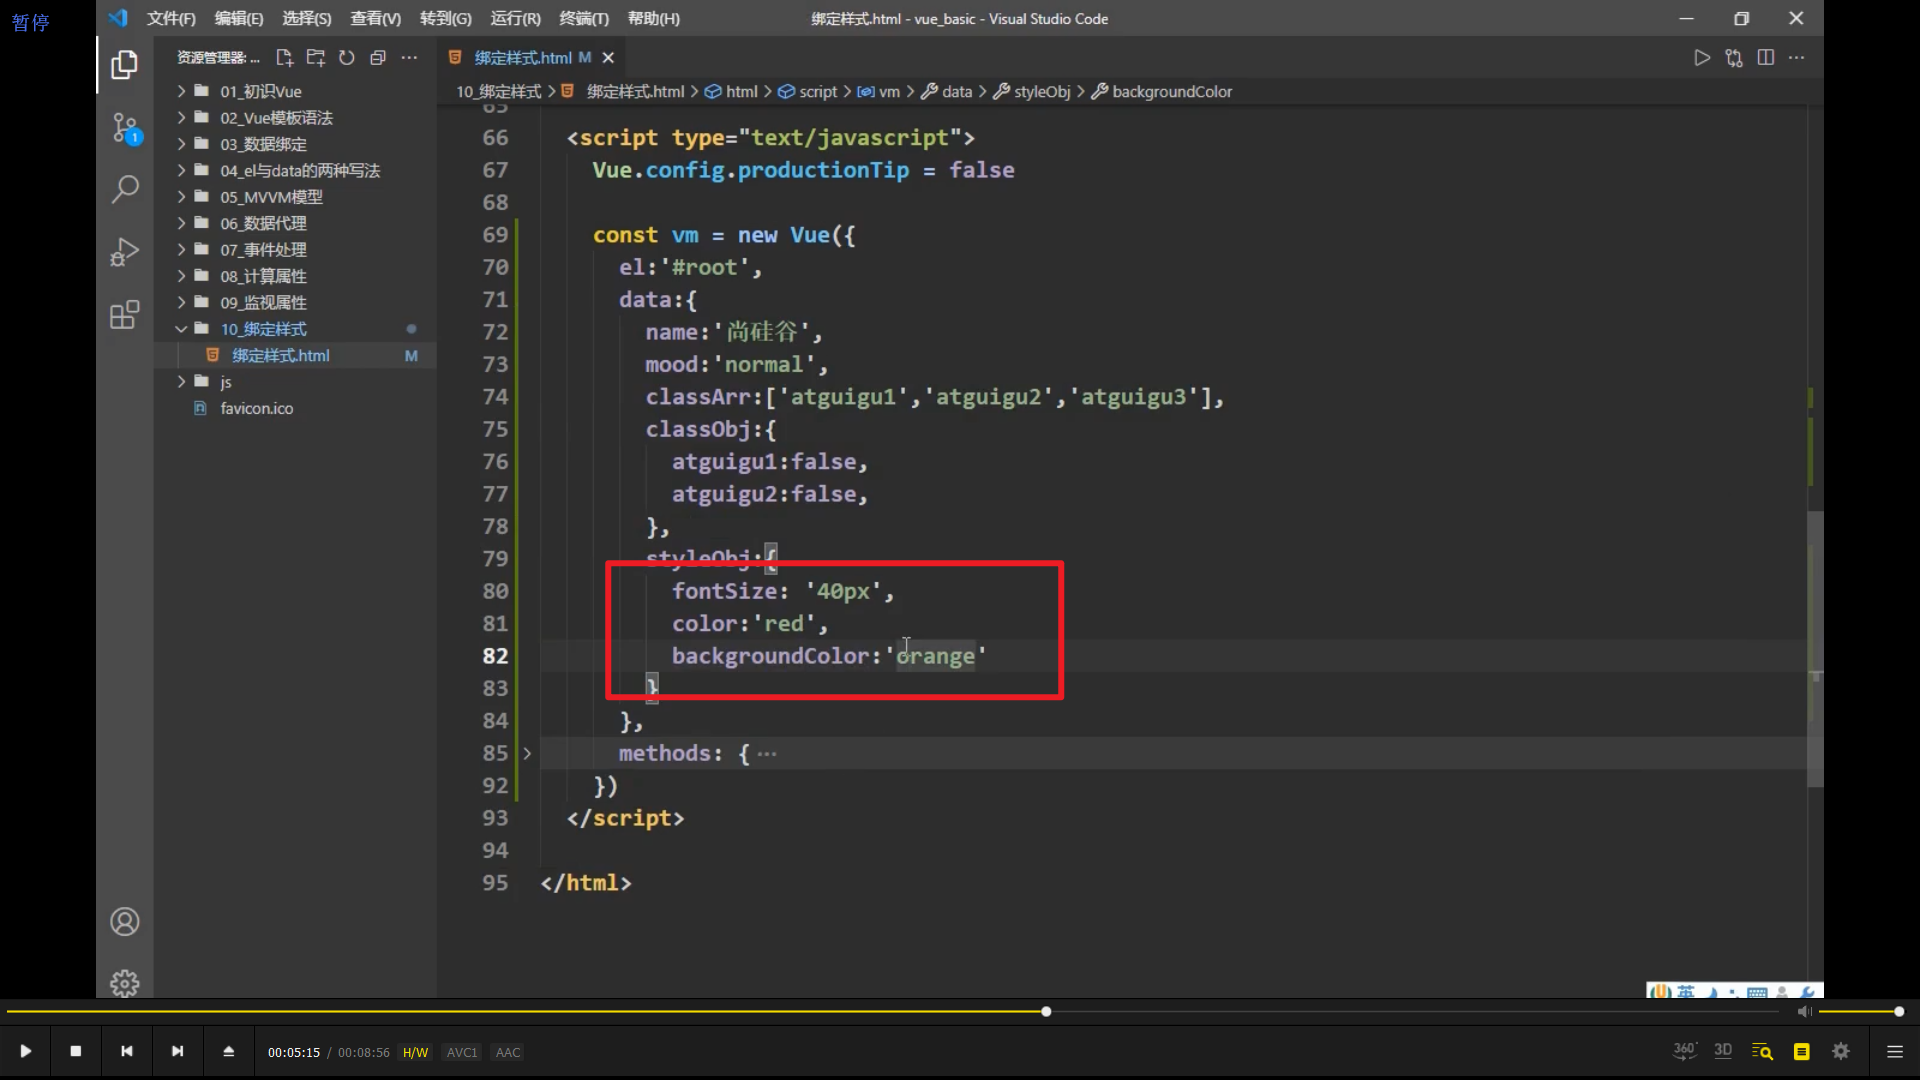 暂停
文件(F) 编辑(E) 选择(S) 查看(V) 转到(G) 运行(R) 终端(T) 帮助(H)
绑定样式.html - vue_basic - Visual Studio Code
资源管理器: ...
绑定样式.html M
10_绑定样式 > 绑定样式.html > html > script > vm > data > styleObj > backgroundColor
01_初识Vue
02_Vue模板语法
03_数据绑定
04_el与data的两种写法
05_MVVM模型
06_数据代理
07_事件处理
08_计算属性
09_监视属性
10_绑定样式
绑定样式.html M
js
favicon.ico
1
65
66 <script type="text/javascript">
67 Vue.config.productionTip = false
68
69 const vm = new Vue({
70 el:'#root',
71 data:{
72 name:'尚硅谷',
73 mood:'normal',
74 classArr:['atguigu1','atguigu2','atguigu3'],
75 classObj:{
76 atguigu1:false,
77 atguigu2:false,
78 },
79 styleObj:{
80 fontSize: '40px',
81 color:'red',
82 backgroundColor:'orange'
83 }
84 },
85 methods: { ···
92 })
93 </script>
94
95 </html>
英
00:05:15 / 00:08:56 H/W AVC1 AAC
360° 3D